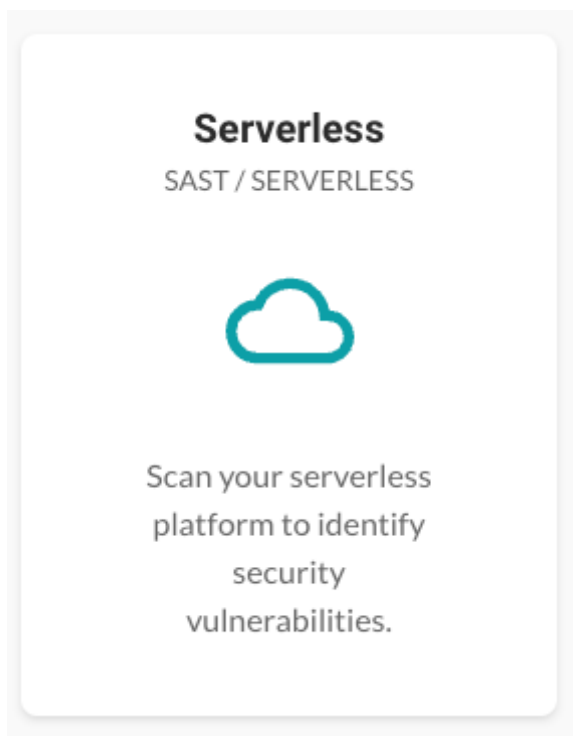 Serverless
SAST / SERVERLESS
Scan your serverless
platform to identify
security
vulnerabilities.